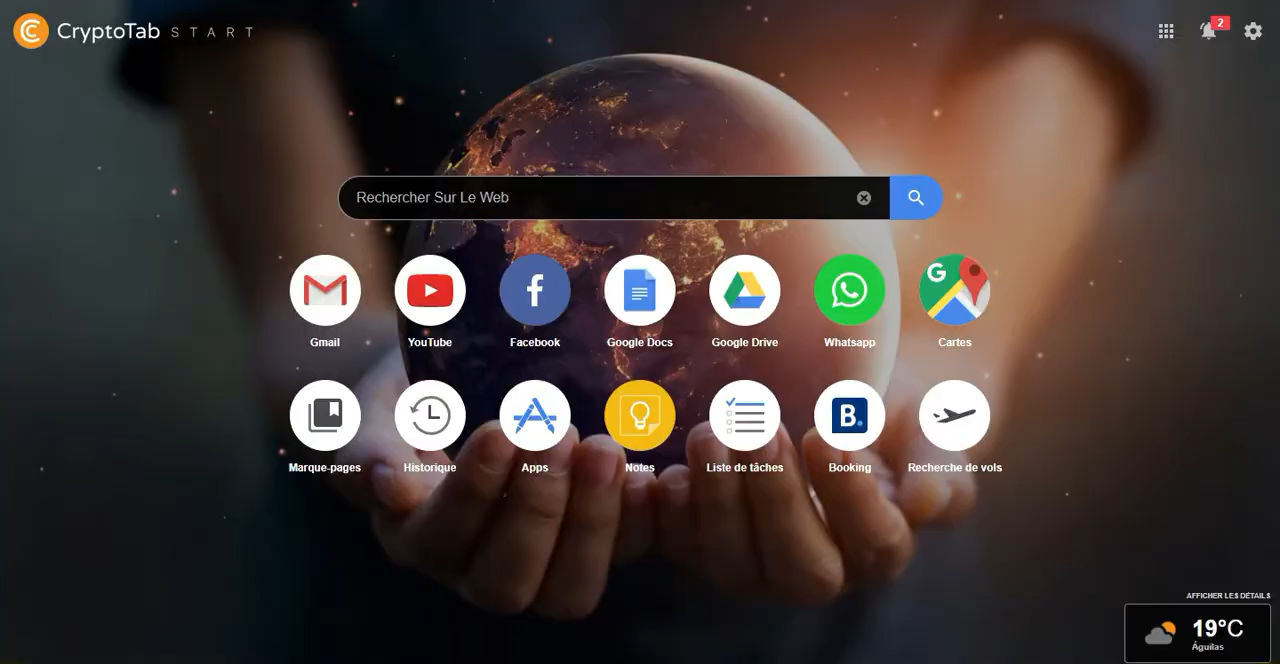 CryptoTab START
2
Rechercher Sur Le Web
G
Gmail
YouTube
Facebook
Google Docs
Google Drive
Whatsapp
Cartes
B.
Marque-pages
Historique
Apps
Notes
Liste de tâches
Booking
Recherche de vols
AFFICHER LES DÉTAILS
19°C
Águilas